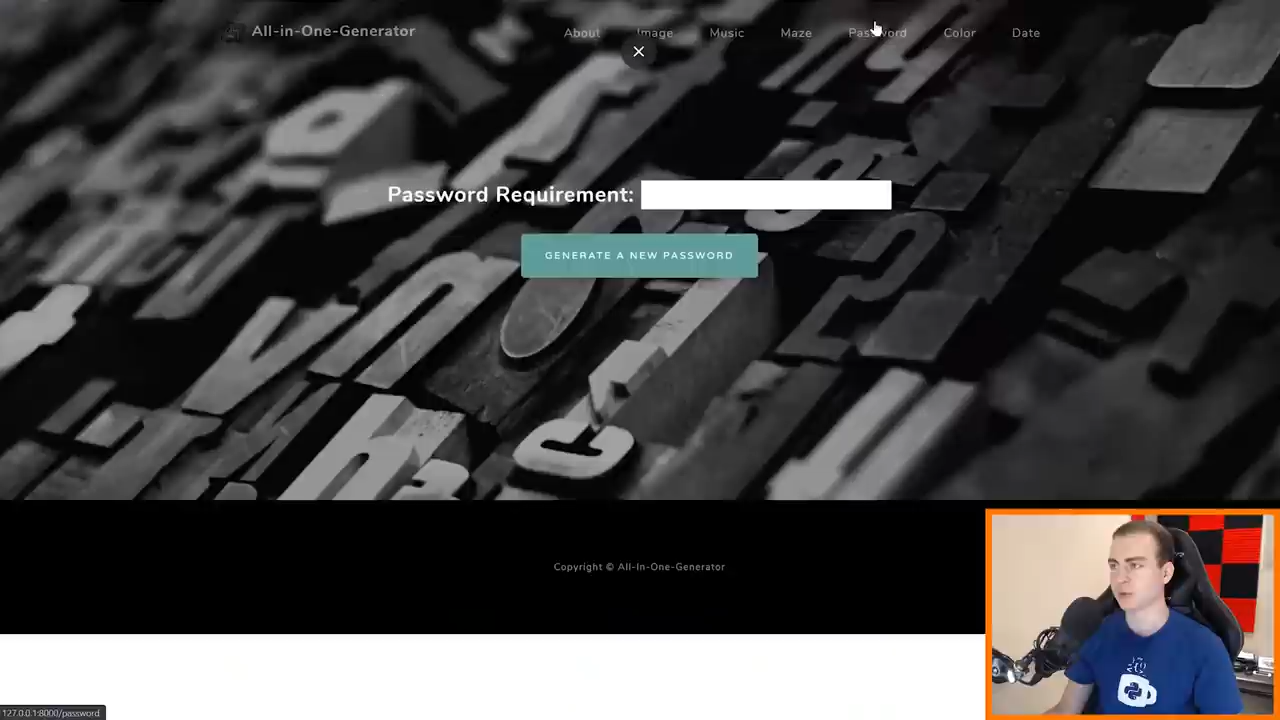 All-in-One-Generator
About Image Music Maze Password Color Date
Password Requirement:
GENERATE A NEW PASSWORD
Copyright © All-In-One-Generator
127.0.0.1:8000/password